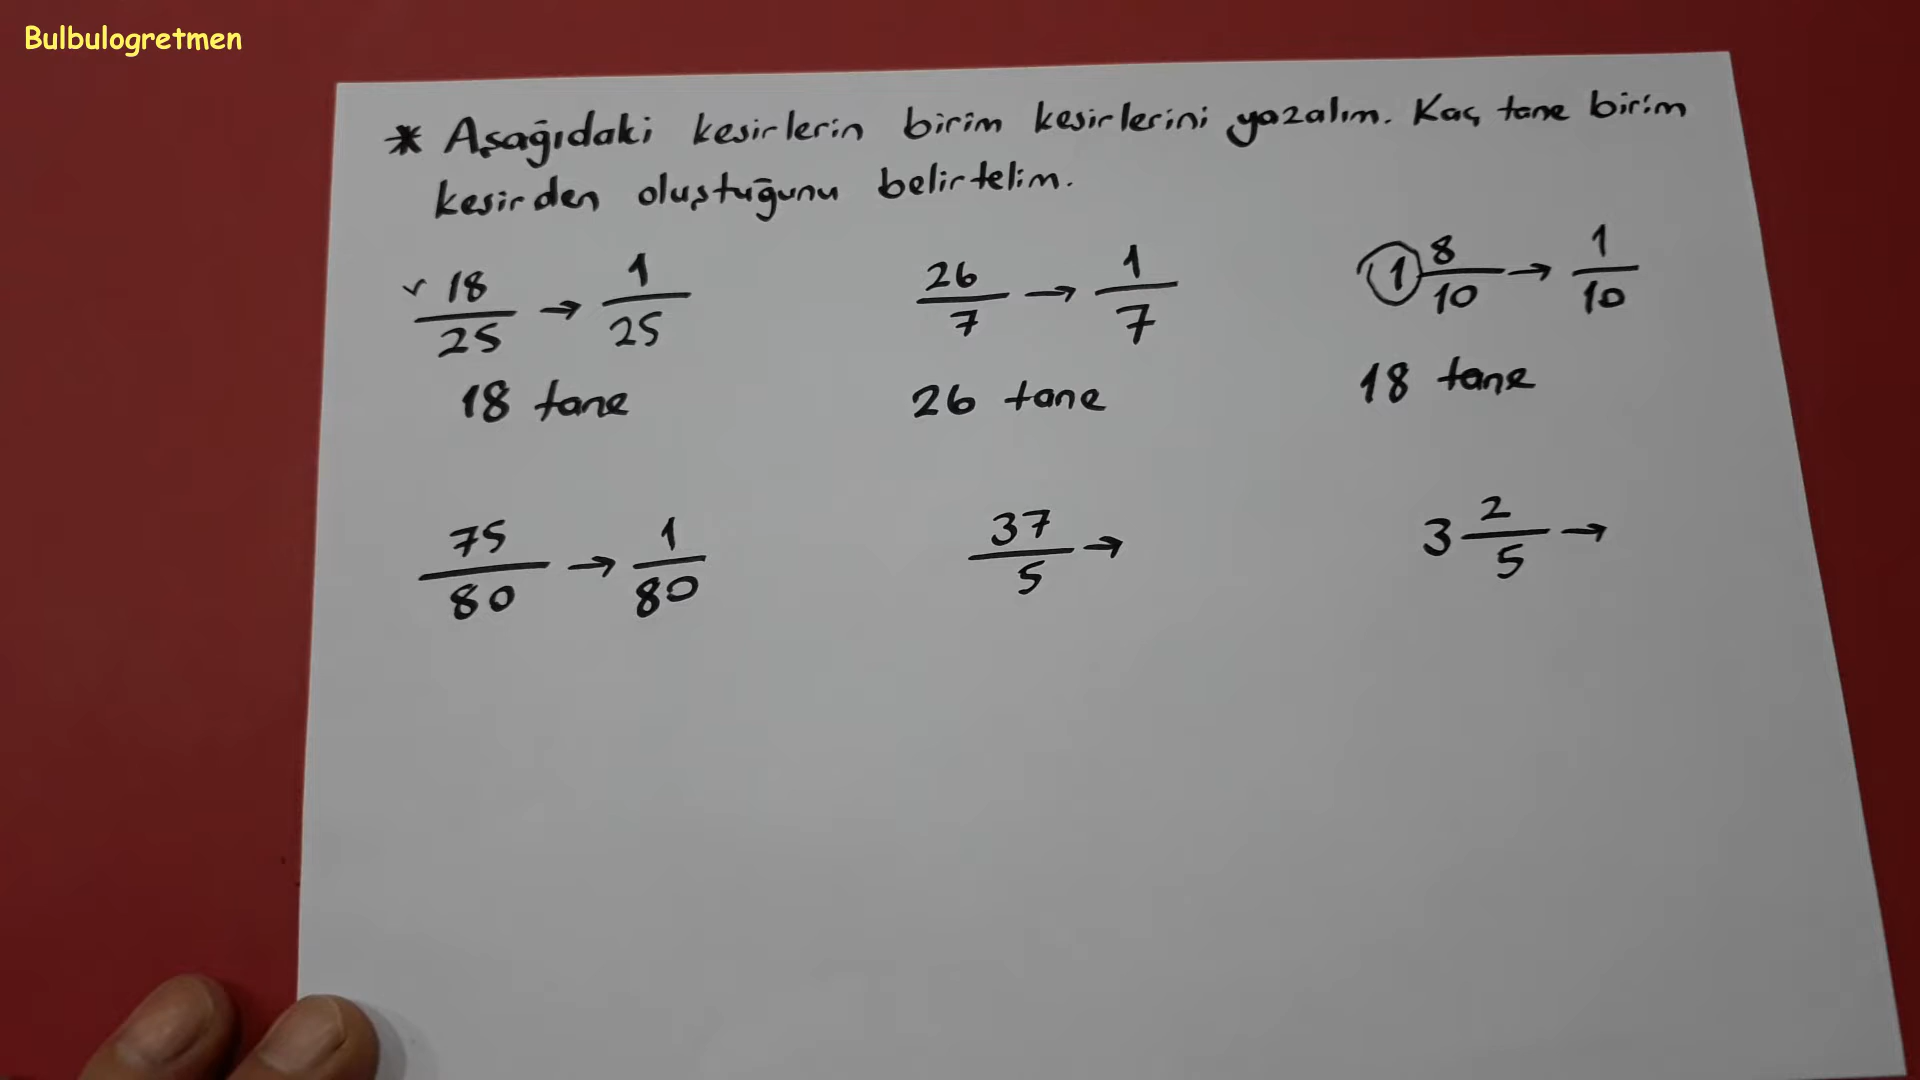 Bulbulogretmen
* Aşağıdaki kesirlerin birim kesirlerini yazalım. Kaç tane birim
kesirden oluştuğunu belirtelim.
18/25 → 1/25
18 tane
26/7 → 1/7
26 tane
1 8/10 → 1/10
18 tane
75/80 → 1/80
37/5 →
3 2/5 →